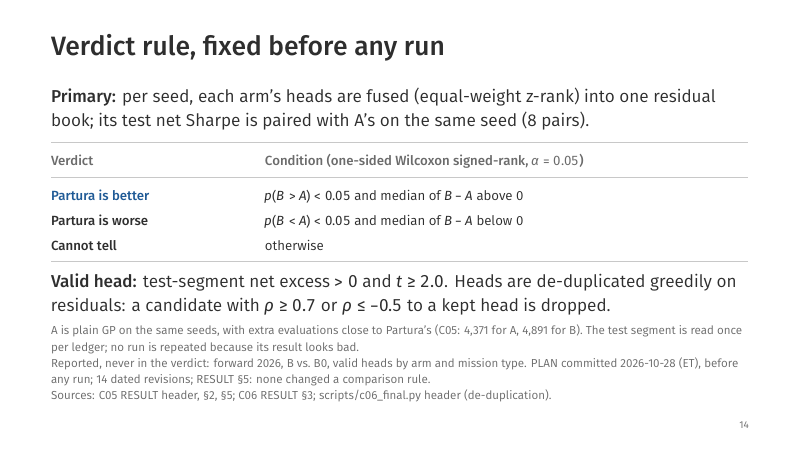 Verdict rule, fixed before any run
Primary: per seed, each arm's heads are fused (equal-weight z-rank) into one residual
book; its test net Sharpe is paired with A's on the same seed (8 pairs).
Verdict Condition (one-sided Wilcoxon signed-rank, α = 0.05)
Partura is better p(B > A) < 0.05 and median of B − A above 0
Partura is worse p(B < A) < 0.05 and median of B − A below 0
Cannot tell otherwise
Valid head: test-segment net excess > 0 and t ≥ 2.0. Heads are de-duplicated greedily on
residuals: a candidate with ρ ≥ 0.7 or ρ ≤ −0.5 to a kept head is dropped.
A is plain GP on the same seeds, with extra evaluations close to Partura's (C05: 4,371 for A, 4,891 for B). The test segment is read once
per ledger; no run is repeated because its result looks bad.
Reported, never in the verdict: forward 2026, B vs. B0, valid heads by arm and mission type. PLAN committed 2026-10-28 (ET), before
any run; 14 dated revisions; RESULT §5: none changed a comparison rule.
Sources: C05 RESULT header, §2, §5; C06 RESULT §3; scripts/c06_final.py header (de-duplication).
14